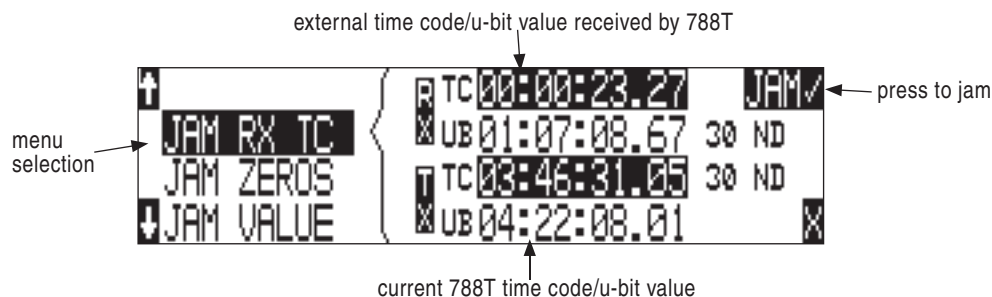 external time code/u-bit value received by 788T
RX TC 00:00:23.27 JAM✓
press to jam
menu selection
JAM RX TC
UB 01:07:08.67 30 ND
JAM ZEROS
TX TC 03:46:31.05 30 ND
JAM VALUE
UB 04:22:08.01 X
current 788T time code/u-bit value